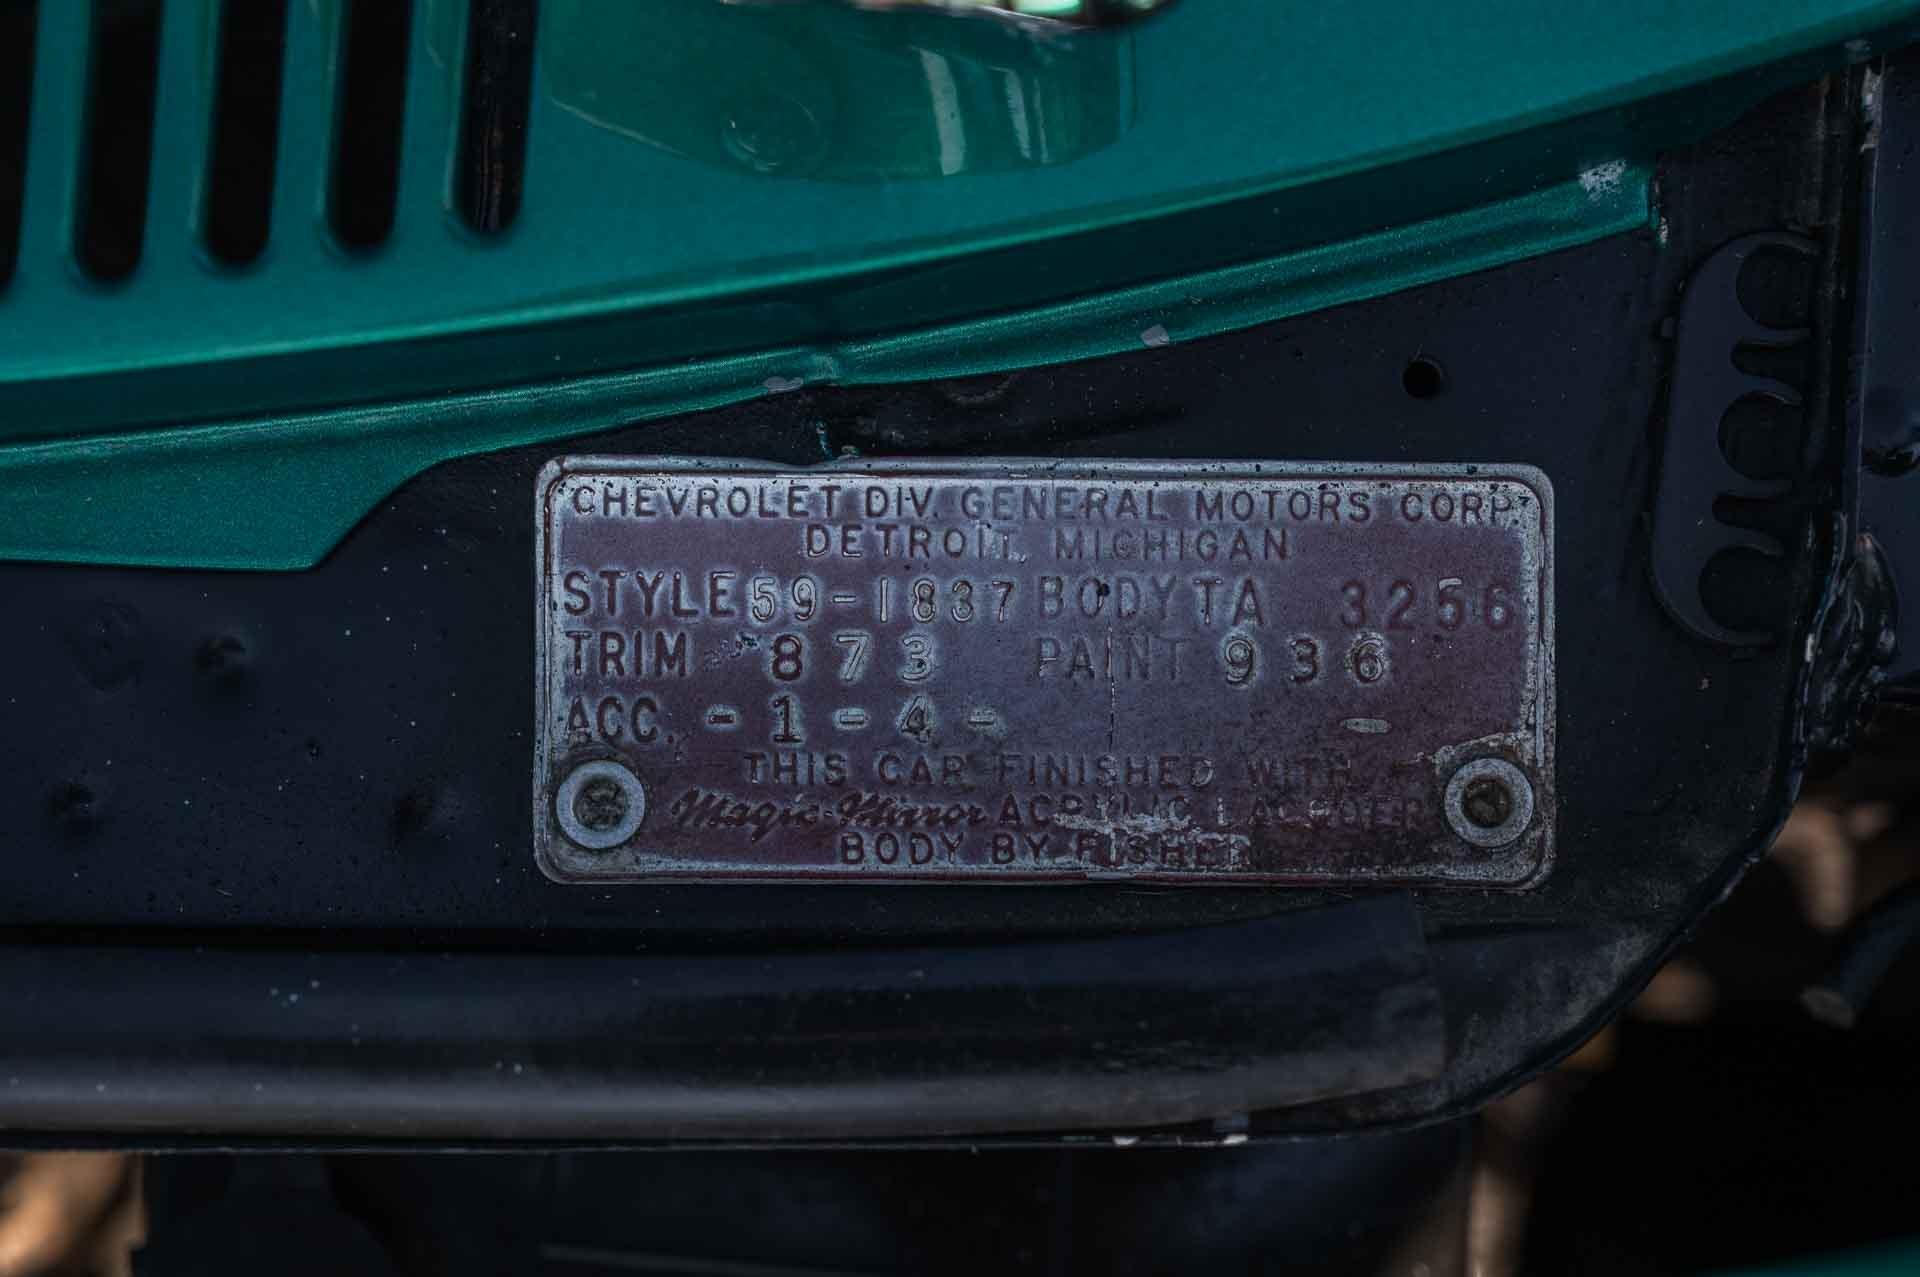 CHEVROLET DIV. GENERAL MOTORS CORP.
DETROIT, MICHIGAN
STYLE 59-1837 BODY TA 3256
TRIM 873 PAINT 936
ACC. - 1 - 4 - -
THIS CAR FINISHED WITH
Magic-Mirror ACRYLIC LACQUER
BODY BY FISHER